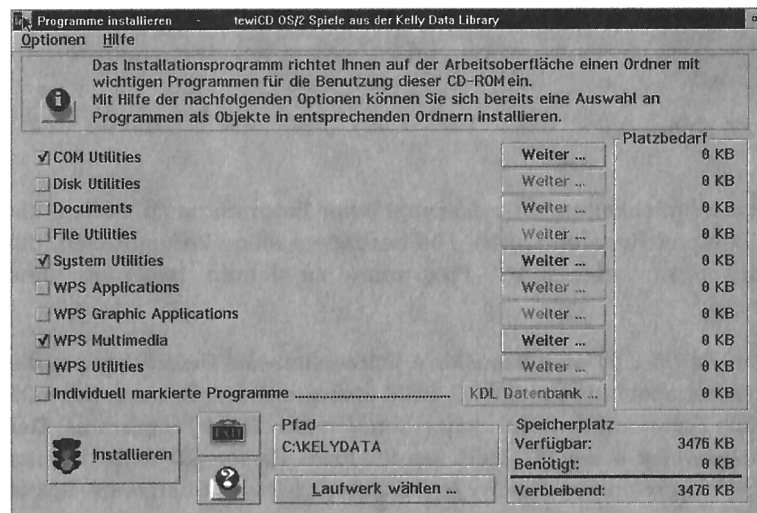 Programme installieren - tewiCD OS/2 Spiele aus der Kelly Data Library
Optionen Hilfe
Das Installationsprogramm richtet Ihnen auf der Arbeitsoberfläche einen Ordner mit
wichtigen Programmen für die Benutzung dieser CD-ROM ein.
Mit Hilfe der nachfolgenden Optionen können Sie sich bereits eine Auswahl an
Programmen als Objekte in entsprechenden Ordnern installieren.
Platzbedarf
COM Utilities Weiter ... 0 KB
Disk Utilities Weiter ... 0 KB
Documents Weiter ... 0 KB
File Utilities Weiter ... 0 KB
System Utilities Weiter ... 0 KB
WPS Applications Weiter ... 0 KB
WPS Graphic Applications Weiter ... 0 KB
WPS Multimedia Weiter ... 0 KB
WPS Utilities Weiter ... 0 KB
Individuell markierte Programme ........................................ KDL Datenbank ... 0 KB
Installieren
EXIT
Pfad
C:\KELYDATA
Laufwerk wählen ...
Speicherplatz
Verfügbar: 3476 KB
Benötigt: 0 KB
Verbleibend: 3476 KB